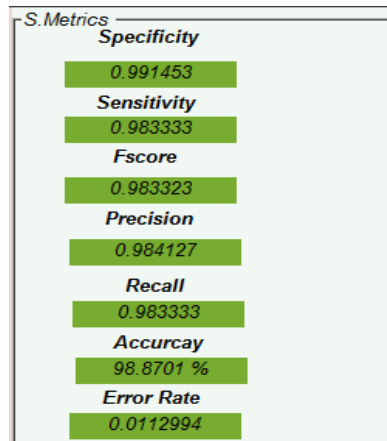 S.Metrics
Specificity
0.991453
Sensitivity
0.983333
Fscore
0.983323
Precision
0.984127
Recall
0.983333
Accurcay
98.8701 %
Error Rate
0.0112994